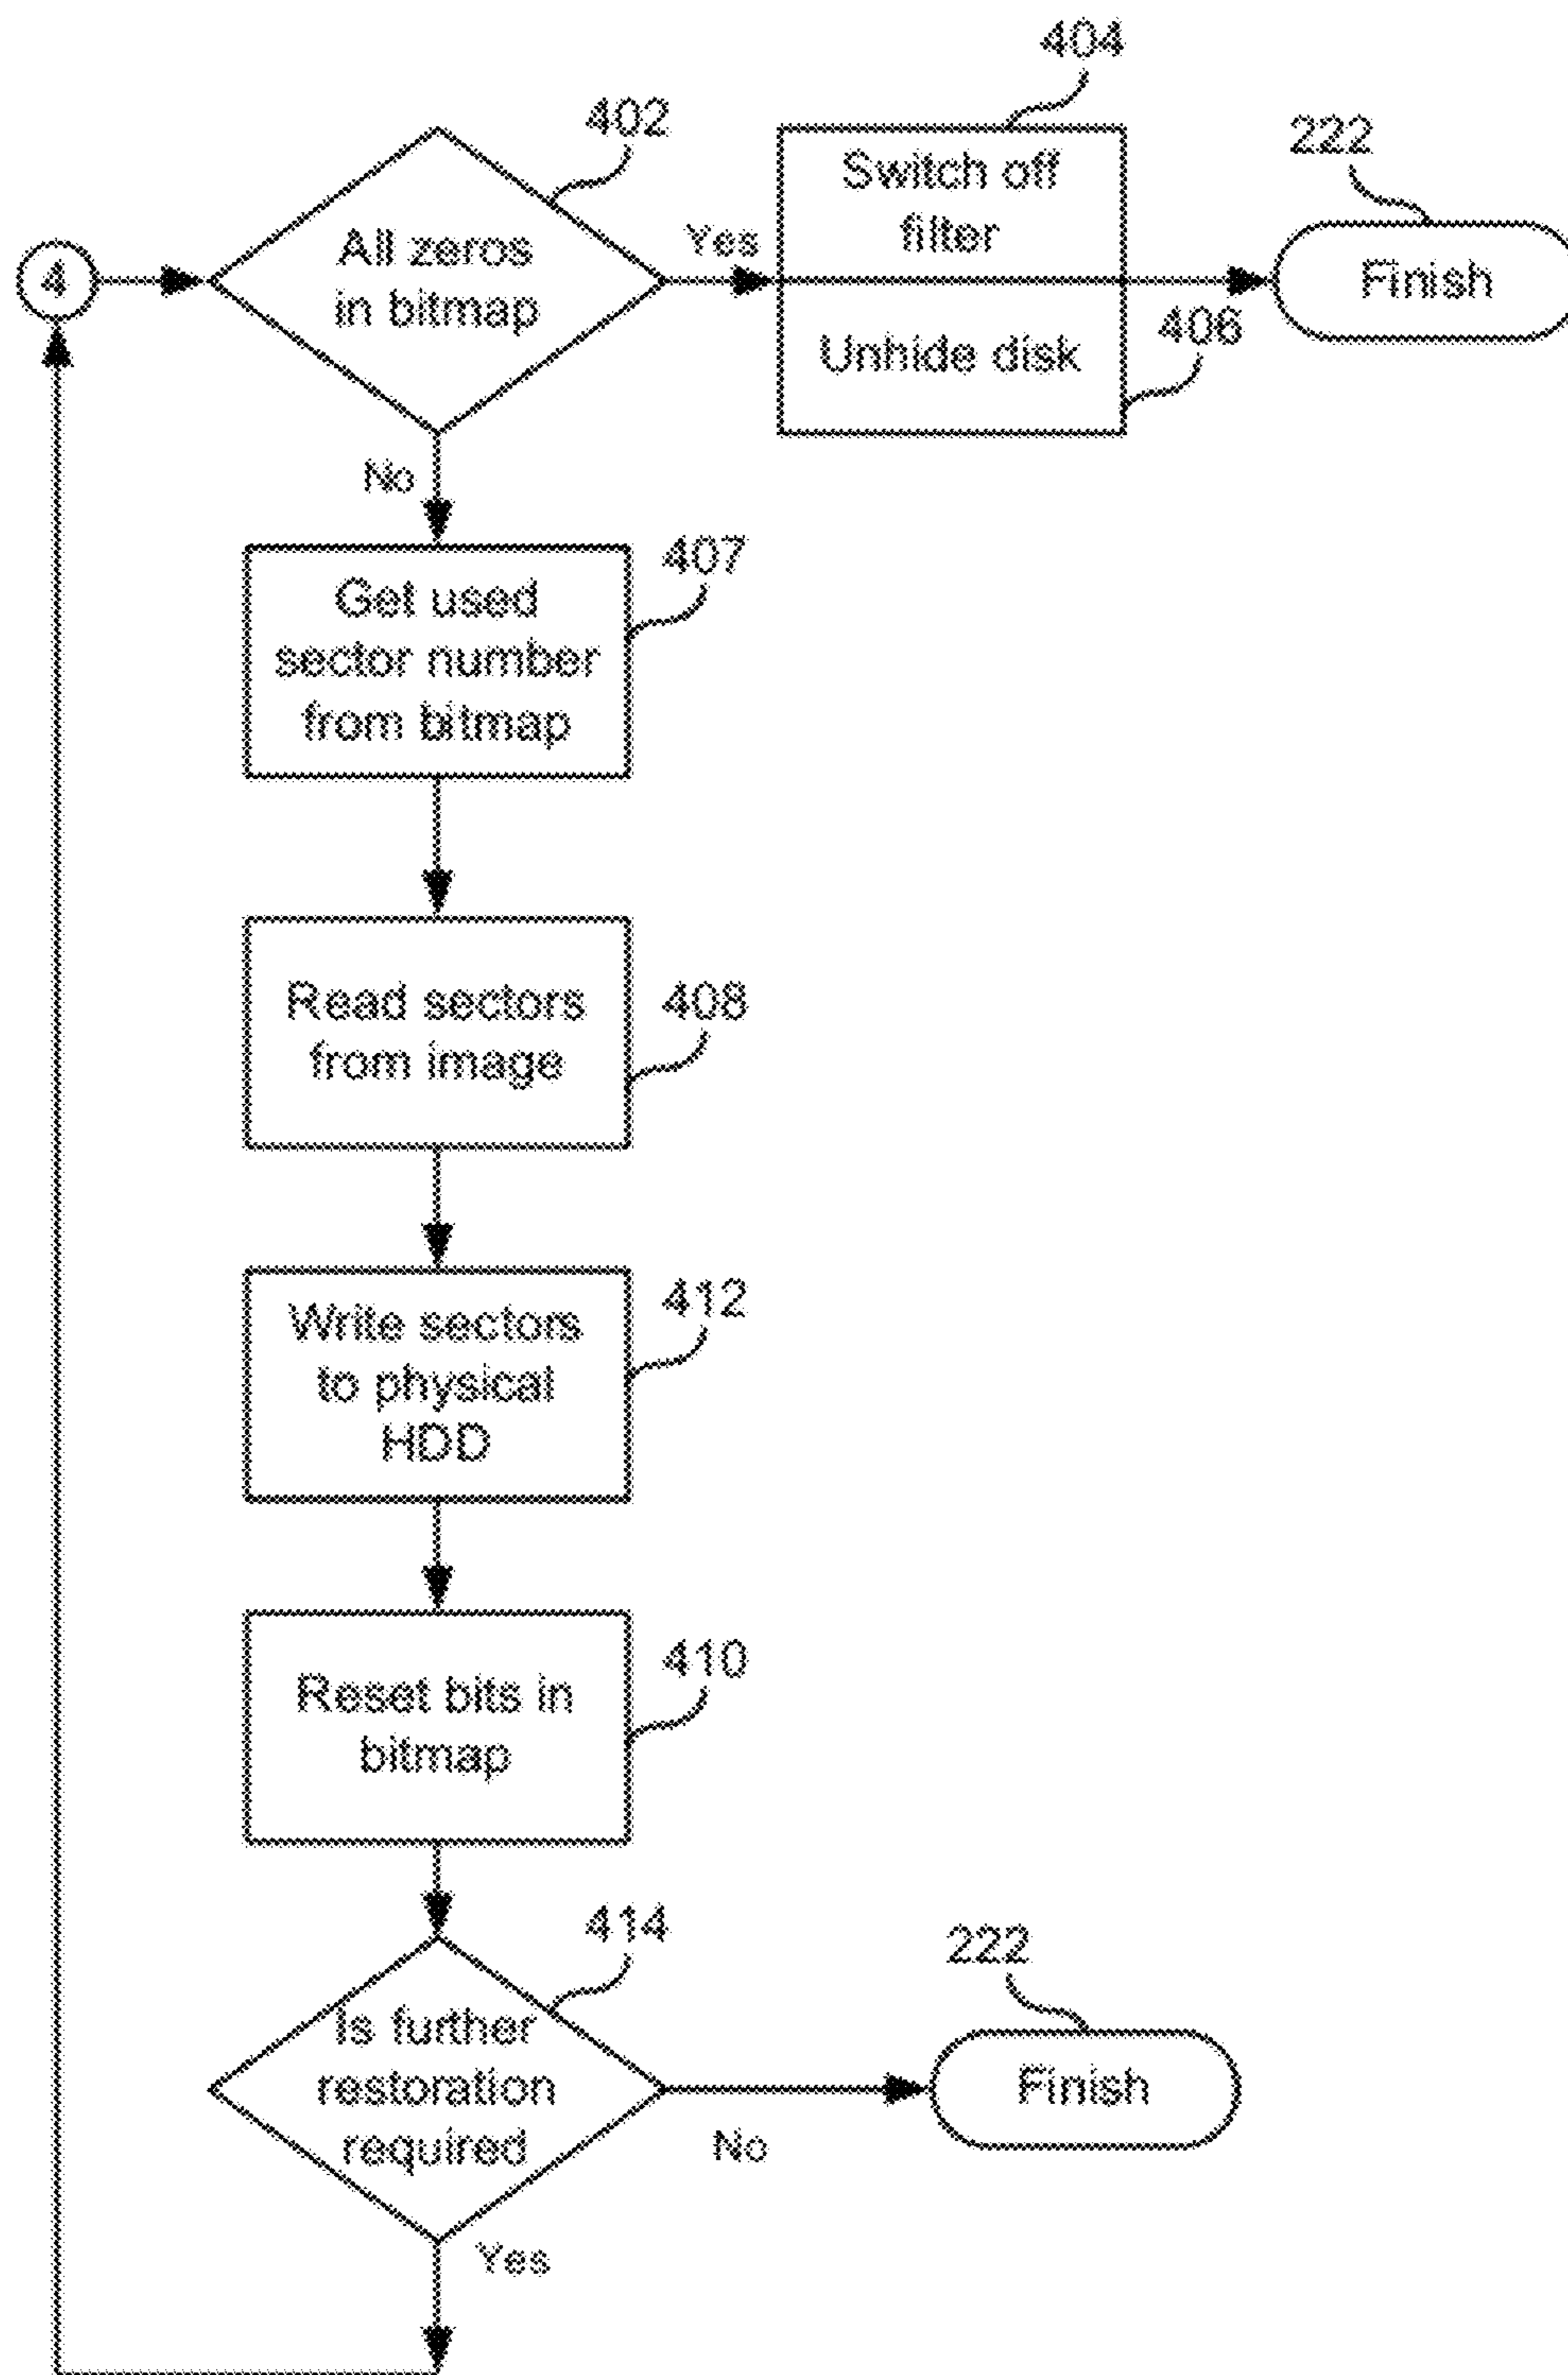 404
402
222
Switch off
filter
4
All zeros
in bitmap
Yes
Finish
Unhide disk
406
No
407
Get used
sector number
from bitmap
Read sectors
from image
408
412
Write sectors
to physical
HDD
410
Reset bits in
bitmap
414
222
Is further
restoration
required
Finish
No
Yes